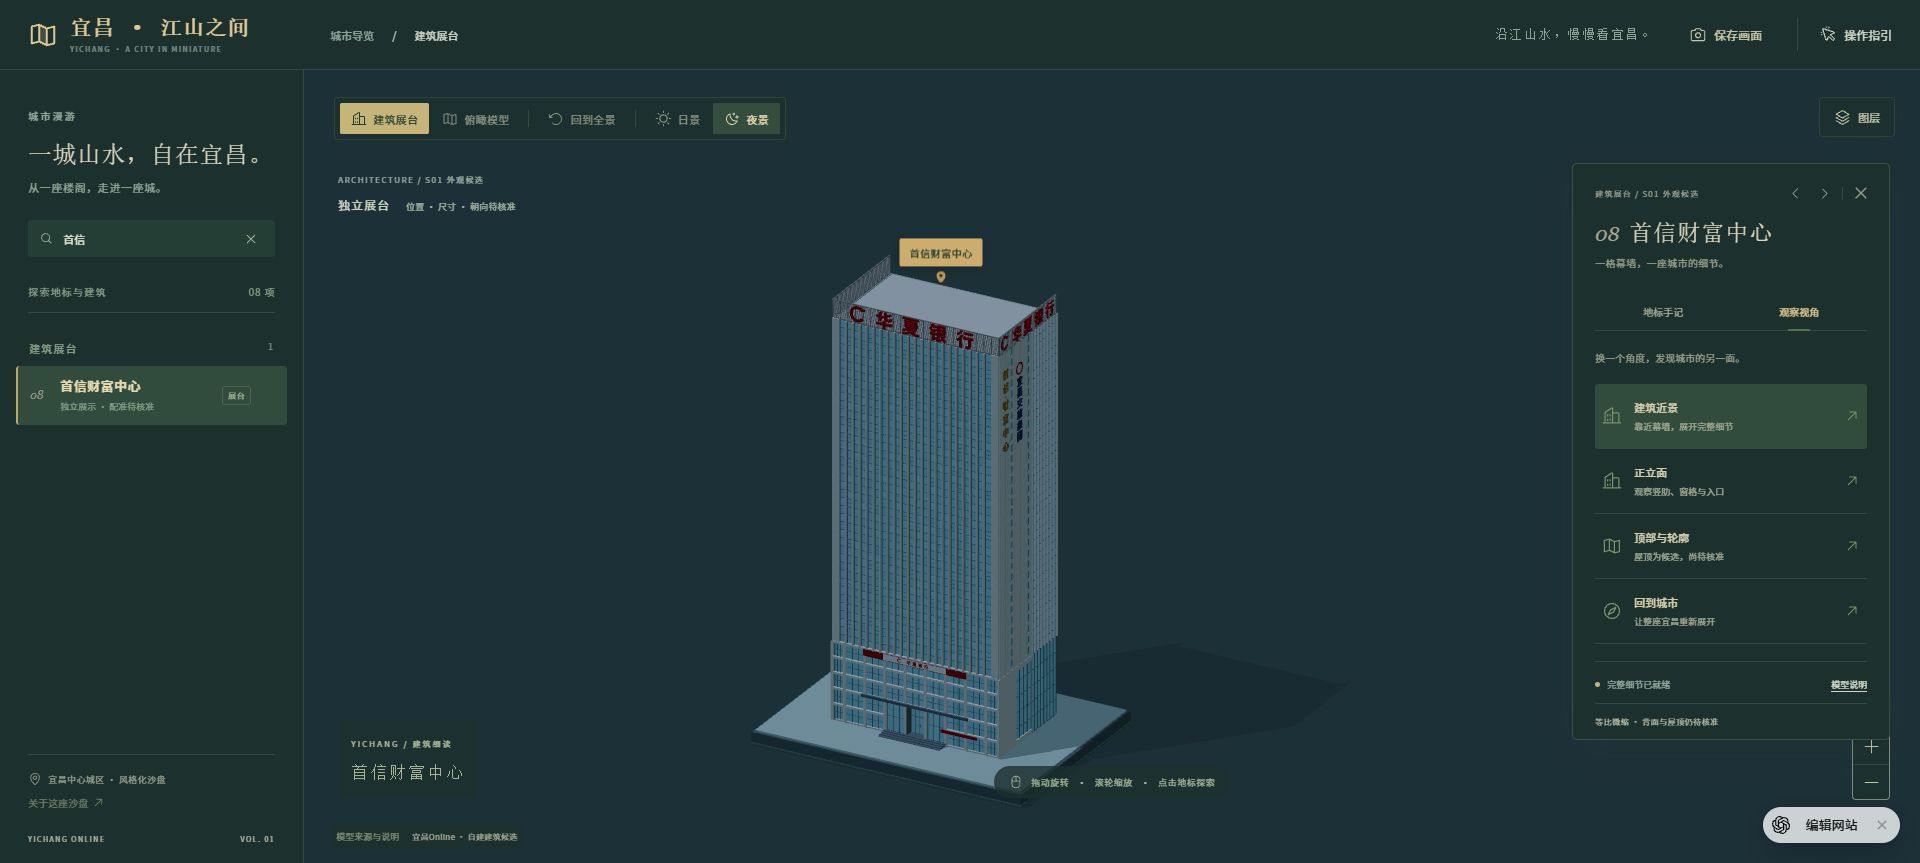 宜昌 · 江山之间
YICHANG · A CITY IN MINIATURE
城市导览 / 建筑展台
沿江山水，慢慢看宜昌。
保存画面
操作指引
城市漫游
一城山水，自在宜昌。
从一座楼阁，走进一座城。
首信
探索地标与建筑 08 项
建筑展台 1
08 首信财富中心 展台
独立展示 · 配准待核准
宜昌中心城区 · 风格化沙盘
关于这座沙盘
YICHANG ONLINE VOL. 01
建筑展台 俯瞰模型 回到全景 日景 夜景
图层
ARCHITECTURE / S01 外观候选
独立展台 位置 · 尺寸 · 朝向待核准
首信财富中心
华夏银行
华夏银行
YICHANG / 建筑细读
首信财富中心
拖动旋转 · 滚轮缩放 · 点击地标探索
模型来源与说明 宜昌Online · 自建建筑候选
建筑展台 / S01 外观候选
08 首信财富中心
一格幕墙，一座城市的细节。
地标手记 观察视角
换一个角度，发现城市的另一面。
建筑近景
靠近幕墙，展开完整细节
正立面
观察竖肋、窗格与入口
顶部与轮廓
屋顶为候选，尚待核准
回到城市
让整座宜昌重新展开
完整细节已就绪 模型说明
等比微缩 · 背面与屋顶仍待核准
编辑网站